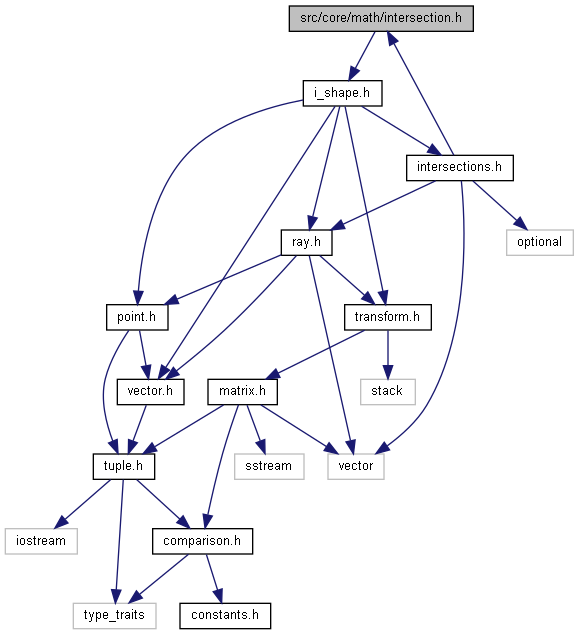 src/core/math/intersection.h
i_shape.h
intersections.h
ray.h
optional
point.h
transform.h
vector.h
matrix.h
stack
tuple.h
sstream
vector
iostream
comparison.h
type_traits
constants.h